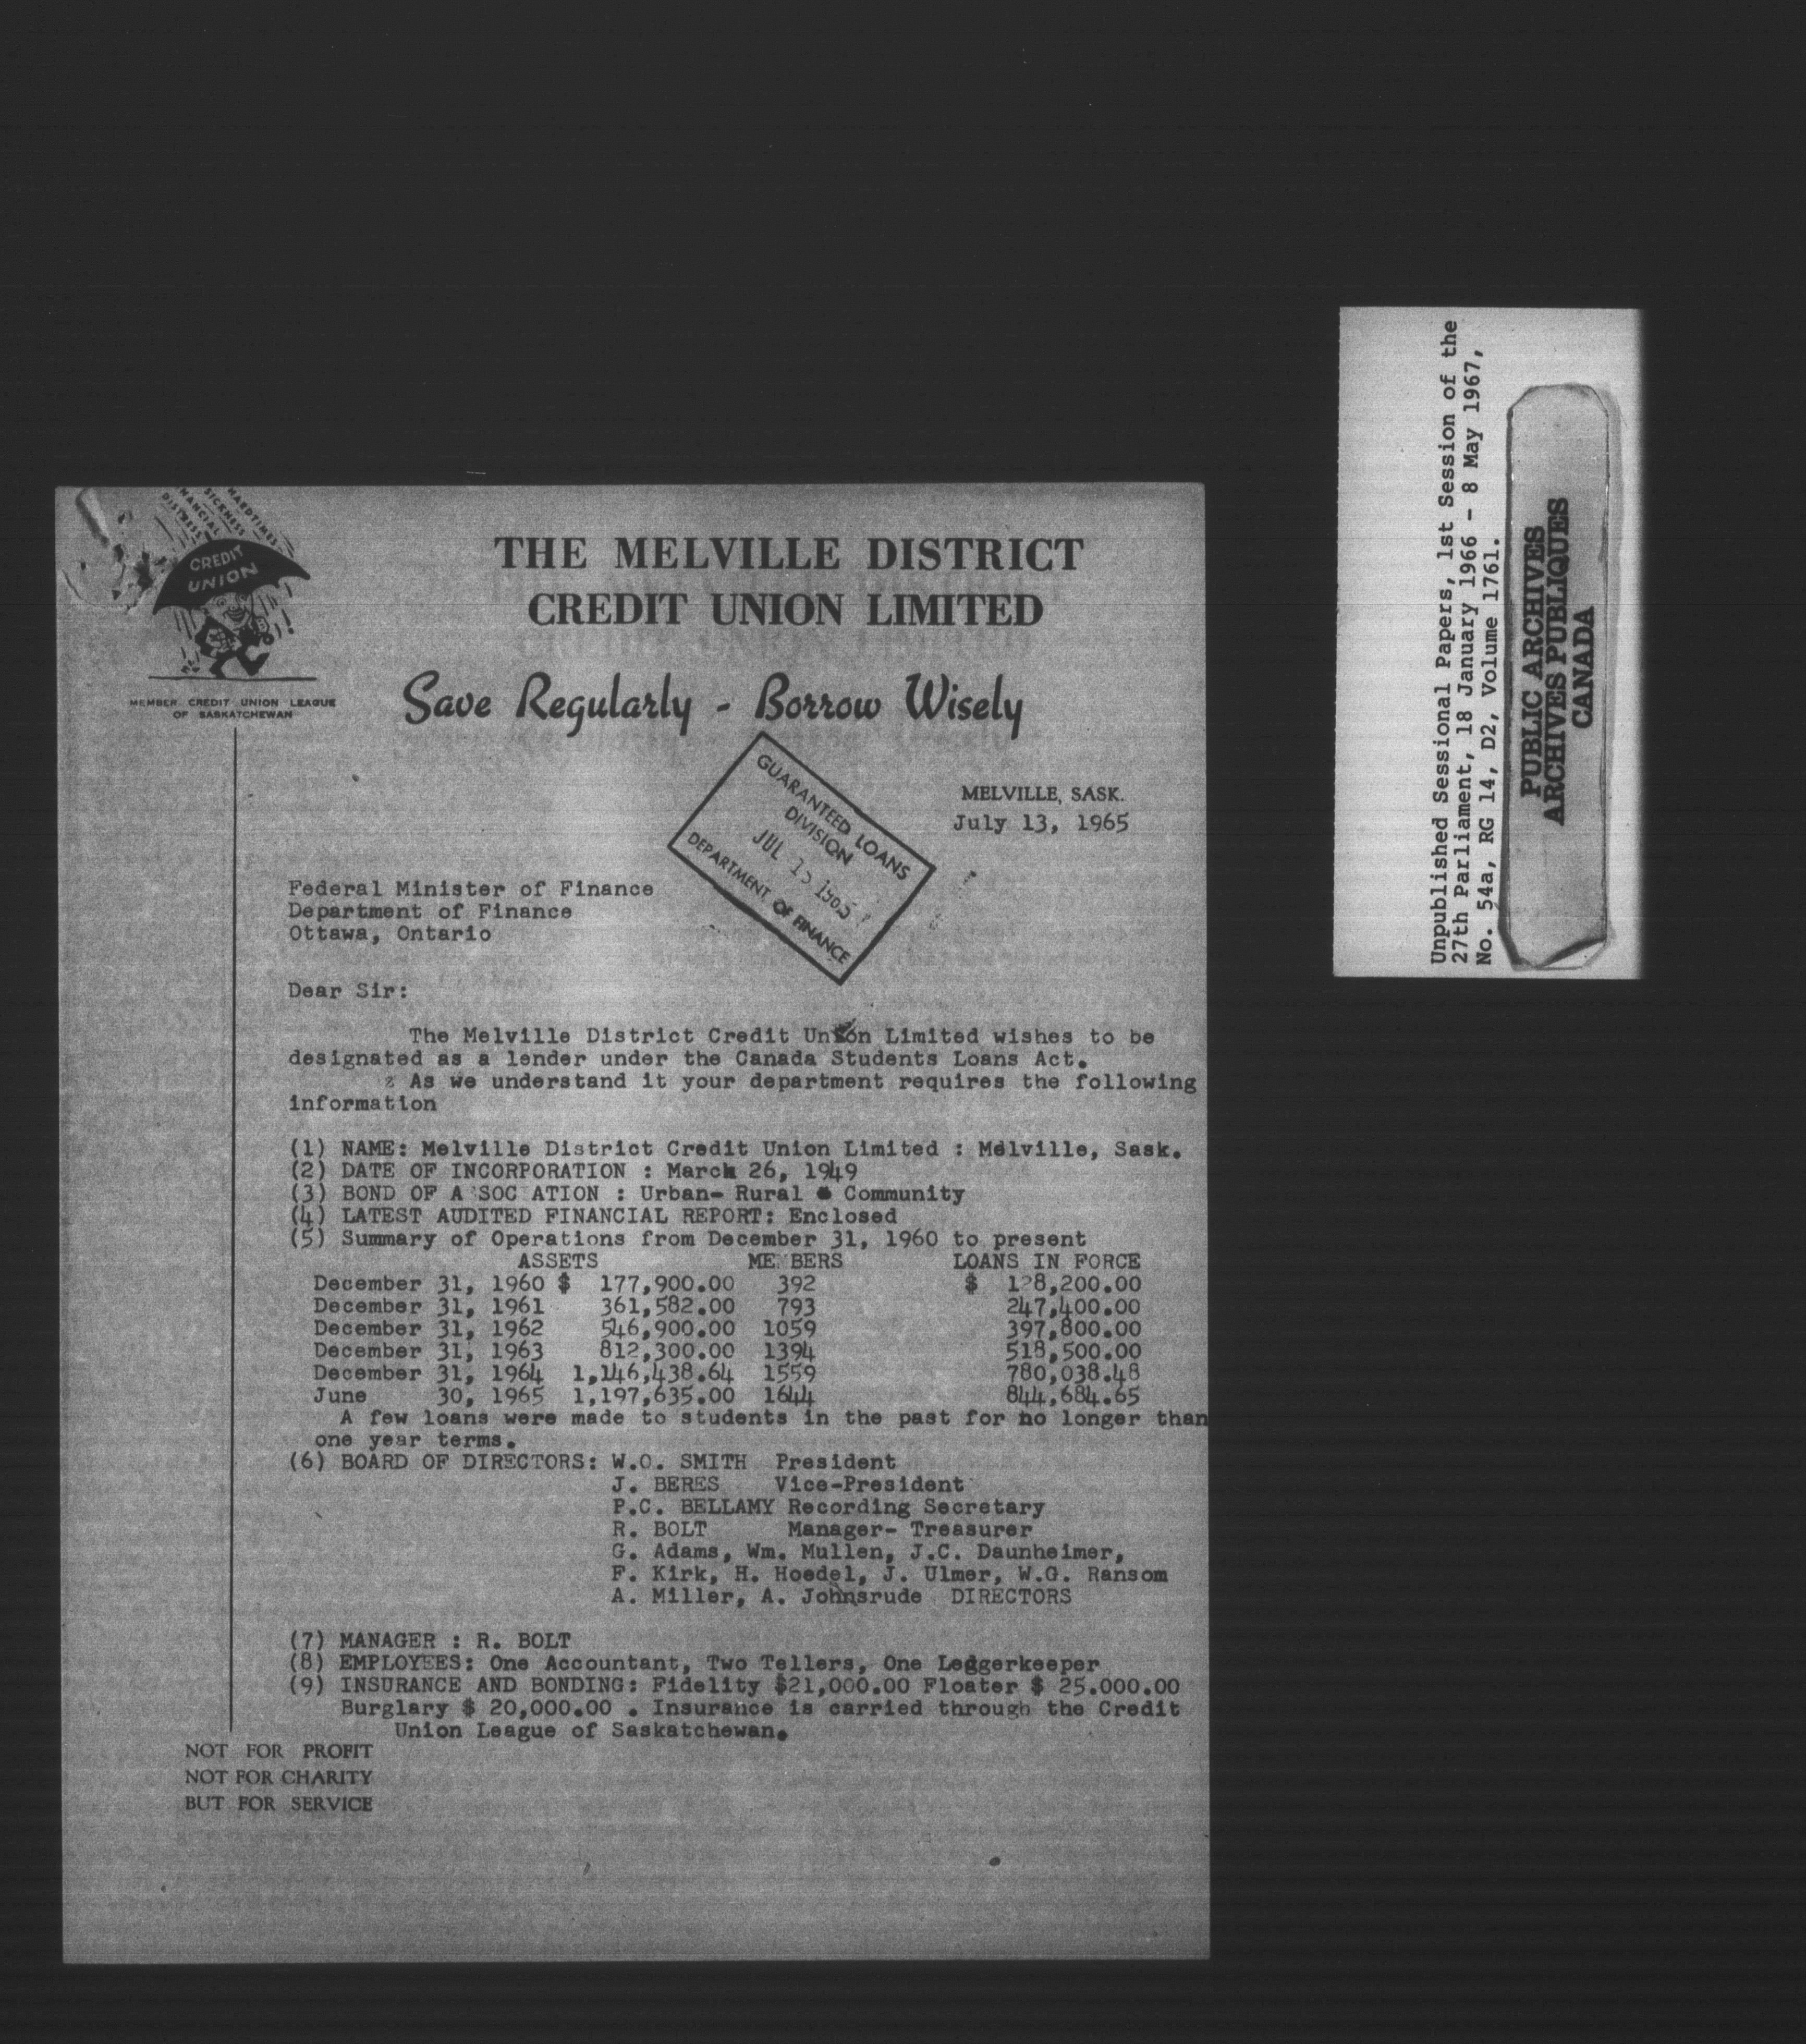 HARDTIMES
SICKNESS
FINANCIAL
DISTRESS
CREDIT
UNION
MEMBER CREDIT UNION LEAGUE
OF SASKATCHEWAN
THE MELVILLE DISTRICT
CREDIT UNION LIMITED
Save Regularly - Borrow Wisely
GUARANTEED LOANS
DIVISION
JUL 15 1965
DEPARTMENT OF FINANCE
MELVILLE, SASK.
July 13, 1965
Federal Minister of Finance
Department of Finance
Ottawa, Ontario
Dear Sir:
The Melville District Credit Union Limited wishes to be
designated as a lender under the Canada Students Loans Act.
As we understand it your department requires the following
information
(1) NAME: Melville District Credit Union Limited : Melville, Sask.
(2) DATE OF INCORPORATION : March 26, 1949
(3) BOND OF A SOC ATION : Urban- Rural Community
(4) LATEST AUDITED FINANCIAL REPORT: Enclosed
(5) Summary of Operations from December 31, 1960 to present
ASSETS MEMBERS LOANS IN FORCE
December 31, 1960 $ 177,900.00 392 $ 128,200.00
December 31, 1961 361,582.00 793 247,400.00
December 31, 1962 546,900.00 1059 397,800.00
December 31, 1963 812,300.00 1394 518,500.00
December 31, 1964 1,146,438.64 1559 780,038.48
June 30, 1965 1,197,635.00 1644 844,684.65
A few loans were made to students in the past for no longer than
one year terms.
(6) BOARD OF DIRECTORS: W.O. SMITH President
J. BERES Vice-President
P.C. BELLAMY Recording Secretary
R. BOLT Manager- Treasurer
G. Adams, Wm. Mullen, J.C. Daunheimer,
F. Kirk, H. Hoedel, J. Ulmer, W.G. Ransom
A. Miller, A. Johnsrude DIRECTORS
(7) MANAGER : R. BOLT
(8) EMPLOYEES: One Accountant, Two Tellers, One Ledgerkeeper
(9) INSURANCE AND BONDING: Fidelity $21,000.00 Floater $ 25.000.00
Burglary $ 20,000.00 . Insurance is carried through the Credit
Union League of Saskatchewan.
NOT FOR PROFIT
NOT FOR CHARITY
BUT FOR SERVICE
Unpublished Sessional Papers, 1st Session of the
27th Parliament, 18 January 1966 - 8 May 1967,
No. 54a, RG 14, D2, Volume 1761.
PUBLIC ARCHIVES
ARCHIVES PUBLIQUES
CANADA